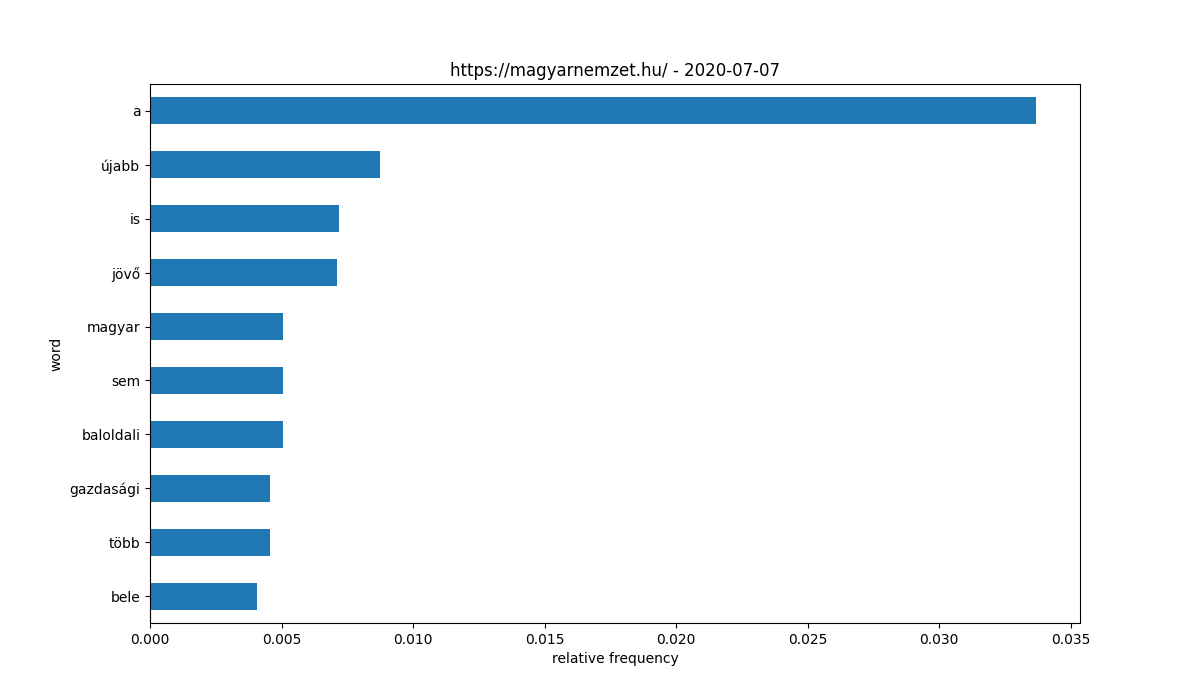 https://magyarnemzet.hu/ - 2020-07-07
a
újabb
is
jövő
magyar
sem
baloldali
gazdasági
több
bele
word
0.000 0.005 0.010 0.015 0.020 0.025 0.030 0.035
relative frequency